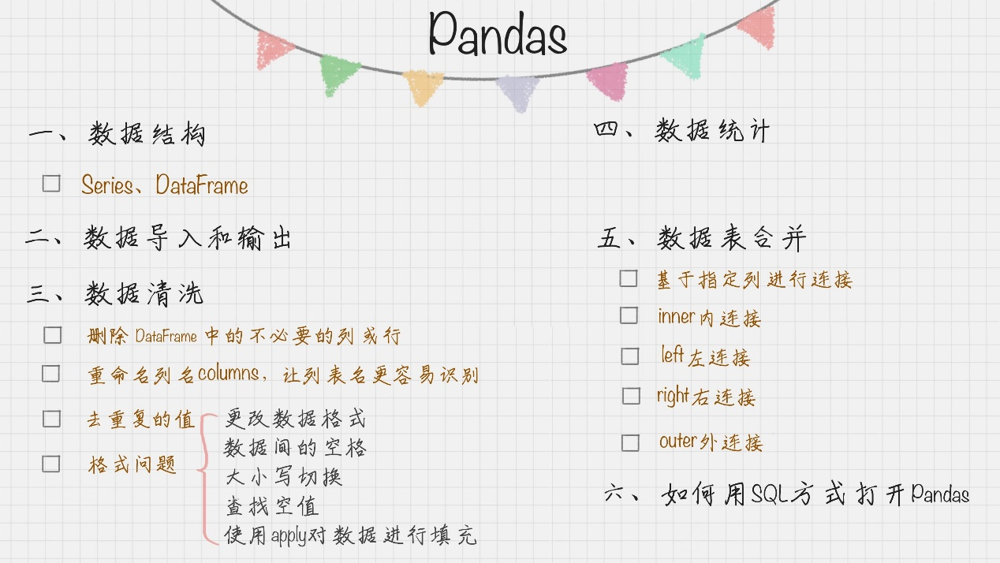 Pandas
一、数据结构
Series、DataFrame
二、数据导入和输出
三、数据清洗
删除 DataFrame 中的不必要的列或行
重命名列名columns，让列表名更容易识别
去重复的值
格式问题
更改数据格式
数据间的空格
大小写切换
查找空值
使用apply对数据进行填充
四、数据统计
五、数据表合并
基于指定列进行连接
inner内连接
left左连接
right右连接
outer外连接
六、如何用SQL方式打开Pandas